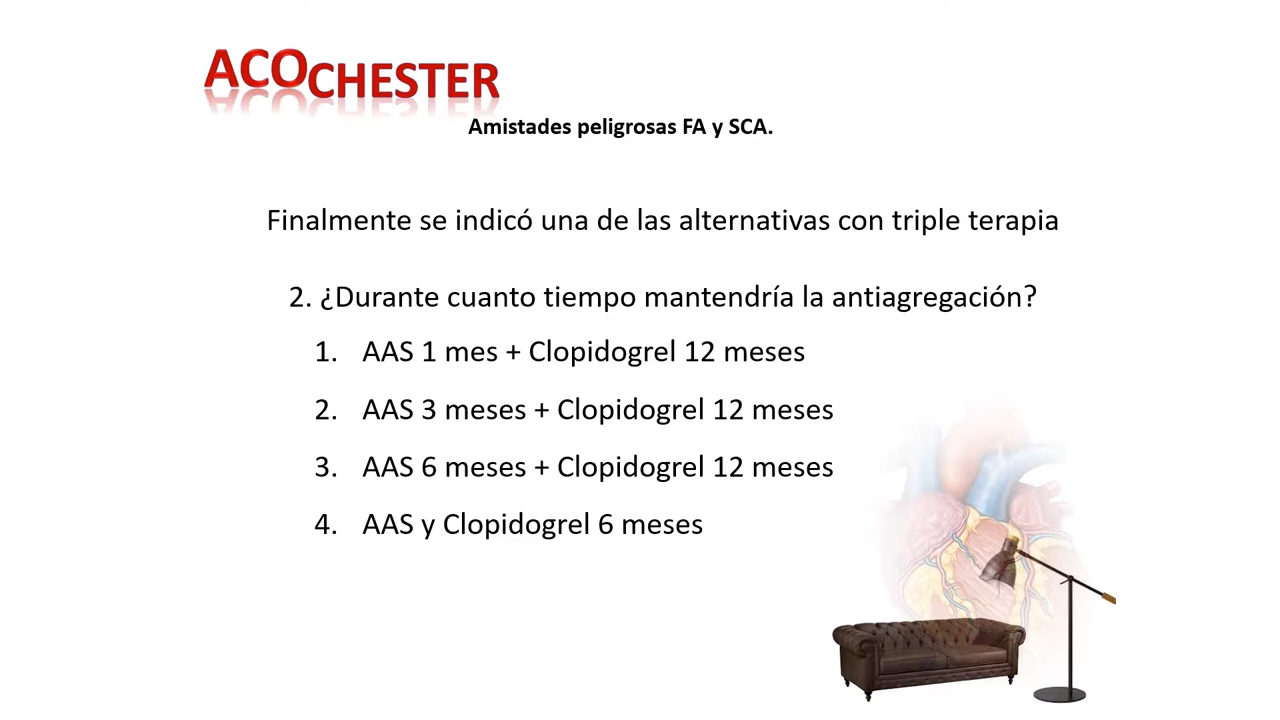 ACOCHESTER
Amistades peligrosas FA y SCA.
Finalmente se indicó una de las alternativas con triple terapia
2. ¿Durante cuanto tiempo mantendría la antiagregación?
1. AAS 1 mes + Clopidogrel 12 meses
2. AAS 3 meses + Clopidogrel 12 meses
3. AAS 6 meses + Clopidogrel 12 meses
4. AAS y Clopidogrel 6 meses